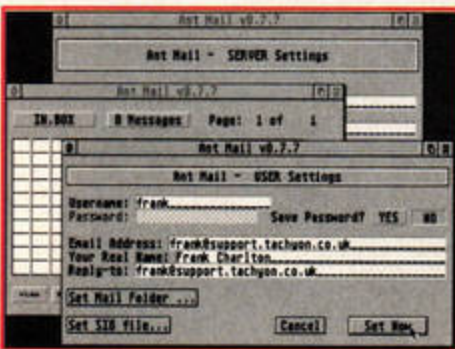 Ant Mail v0.7.7
Ant Mail - SERVER Settings
Ant Mail v0.7.7
IN.BOX
0 Messages
Page: 1 of 1
Ant Mail v0.7.7
Ant Mail - USER Settings
Username: frank
Password:
Save Password? YES NO
Email Address: frank@support.tachyon.co.uk
Your Real Name: Frank Charlton
Reply-to: frank@support.tachyon.co.uk
View
Set Mail Folder ...
Set SIG file...
Cancel
Set Now